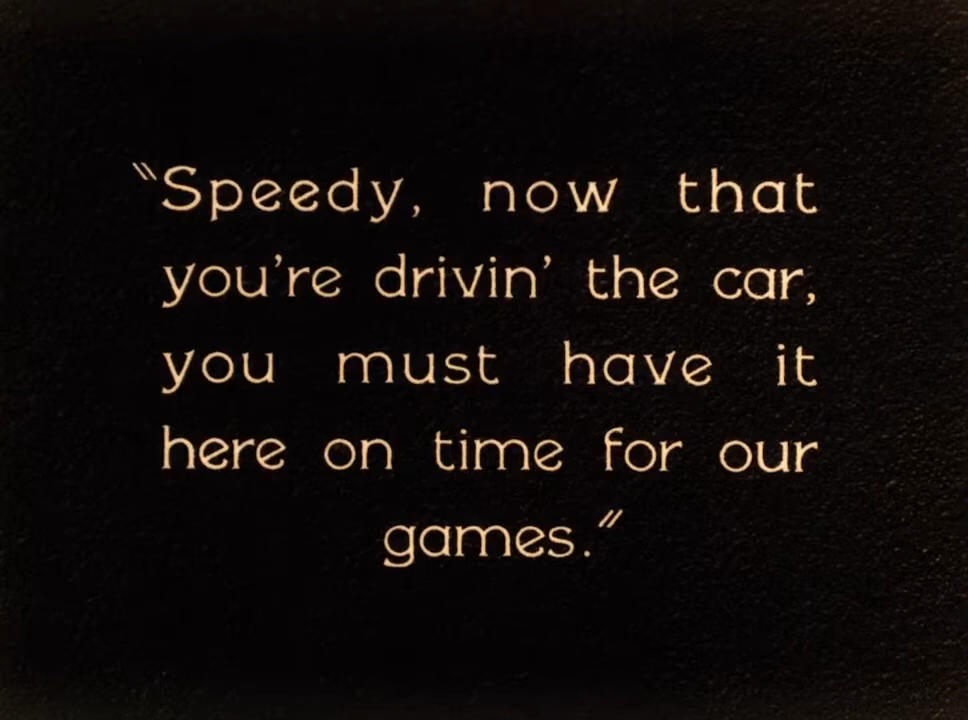 "Speedy, now that
you're drivin' the car,
you must have it
here on time for our
games."